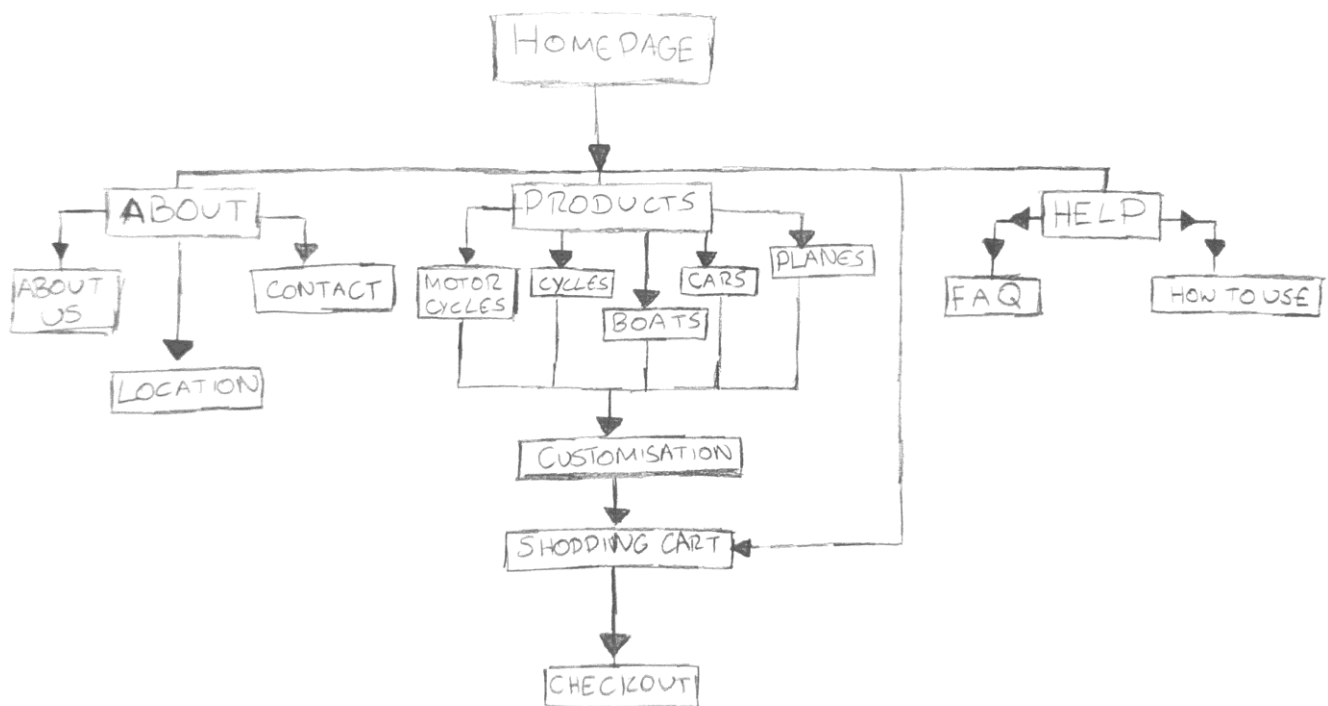 HOMEPAGE
ABOUT
PRODUCTS
HELP
ABOUT
US
LOCATION
CONTACT
MOTOR
CYCLES
CYCLES
BOATS
CARS
PLANES
FAQ
HOW TO USE
CUSTOMISATION
SHOPPING CART
CHECKOUT